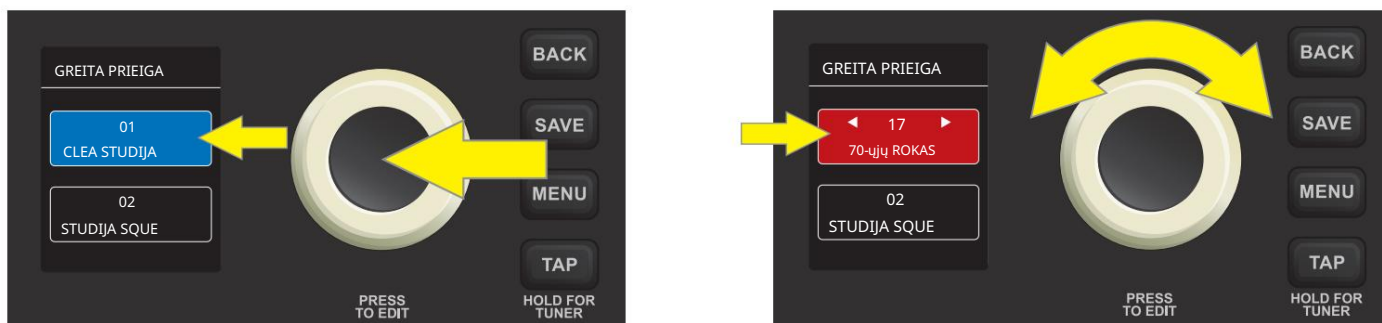 GREITA PRIEIGA
01
CLEA STUDIJA
02
STUDIJA SQUE
BACK
SAVE
MENU
TAP
PRESS
TO EDIT
HOLD FOR
TUNER
GREITA PRIEIGA
17
70-ųjų ROKAS
02
STUDIJA SQUE
BACK
SAVE
MENU
TAP
PRESS
TO EDIT
HOLD FOR
TUNER